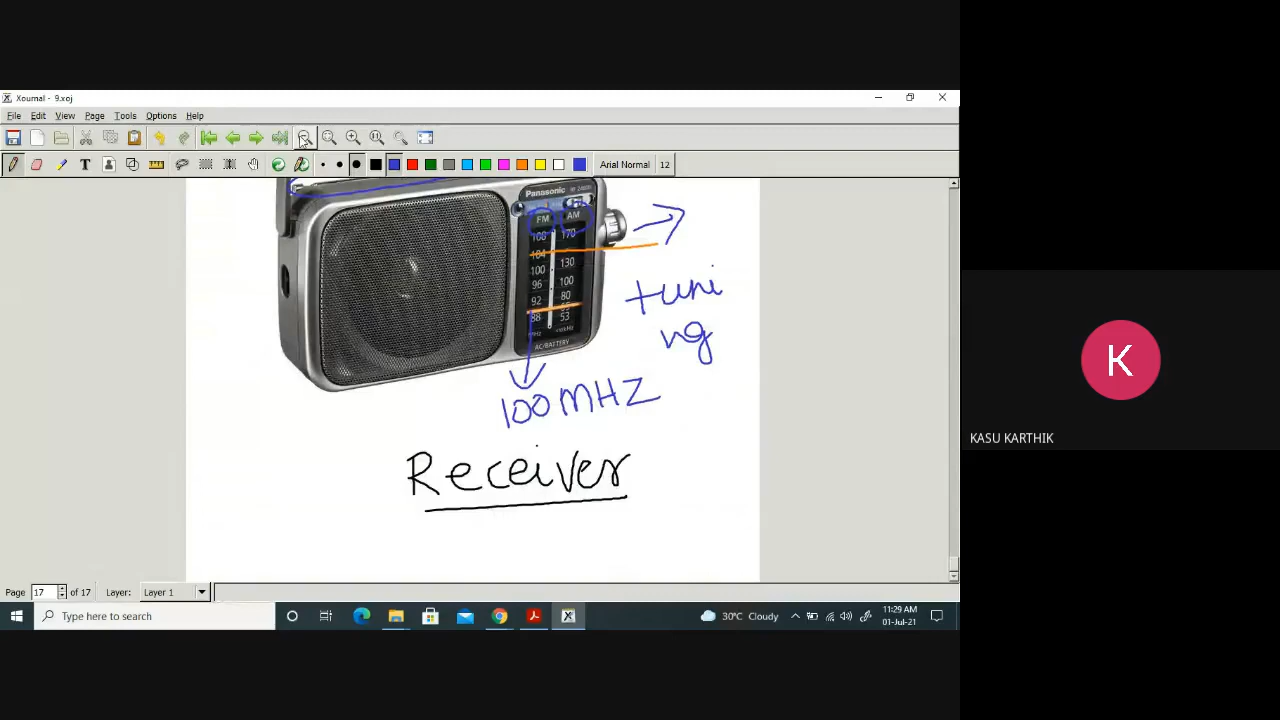 Xournal - 9.xoj
File Edit View Page Tools Options Help
T Arial Normal 12
Panasonic
FM AM
108 170
104
100 130
96 100
92 80
88 53
AC/BATTERY
tuni
ng
100 MHZ
Receiver
K
KASU KARTHIK
Page 17 of 17 Layer: Layer 1
Type here to search
30°C Cloudy
11:29 AM
01-Jul-21